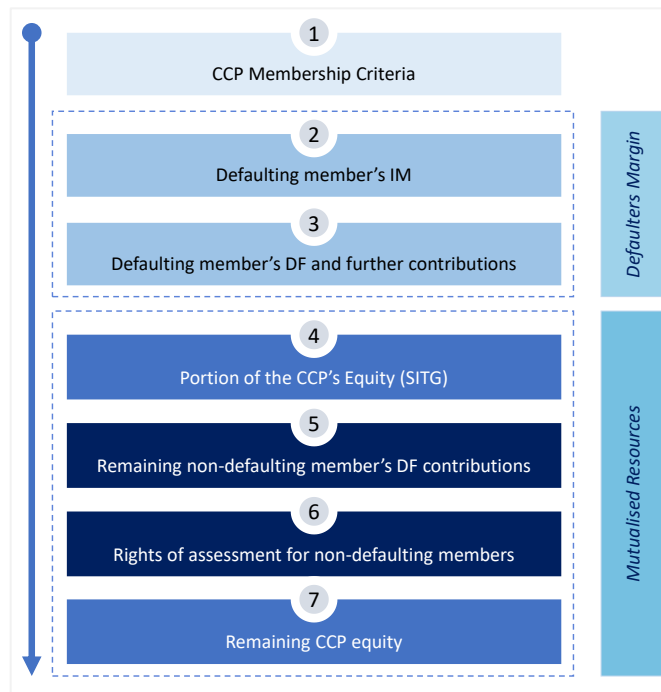 1
CCP Membership Criteria
2
Defaulting member's IM
3
Defaulting member's DF and further contributions
Defaulters Margin
4
Portion of the CCP's Equity (SITG)
5
Remaining non-defaulting member's DF contributions
6
Rights of assessment for non-defaulting members
7
Remaining CCP equity
Mutualised Resources